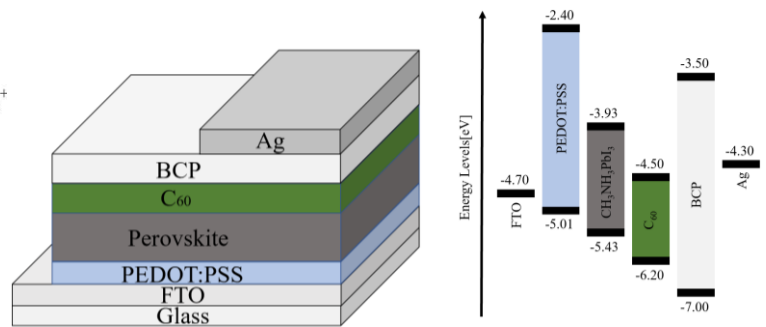 +
Ag
BCP
C₆₀
Perovskite
PEDOT:PSS
FTO
Glass
Energy Levels[eV]
-4.70
FTO
-2.40
PEDOT:PSS
-5.01
-3.93
CH₃NH₃PbI₃
-5.43
-4.50
C₆₀
-6.20
-3.50
BCP
-7.00
-4.30
Ag